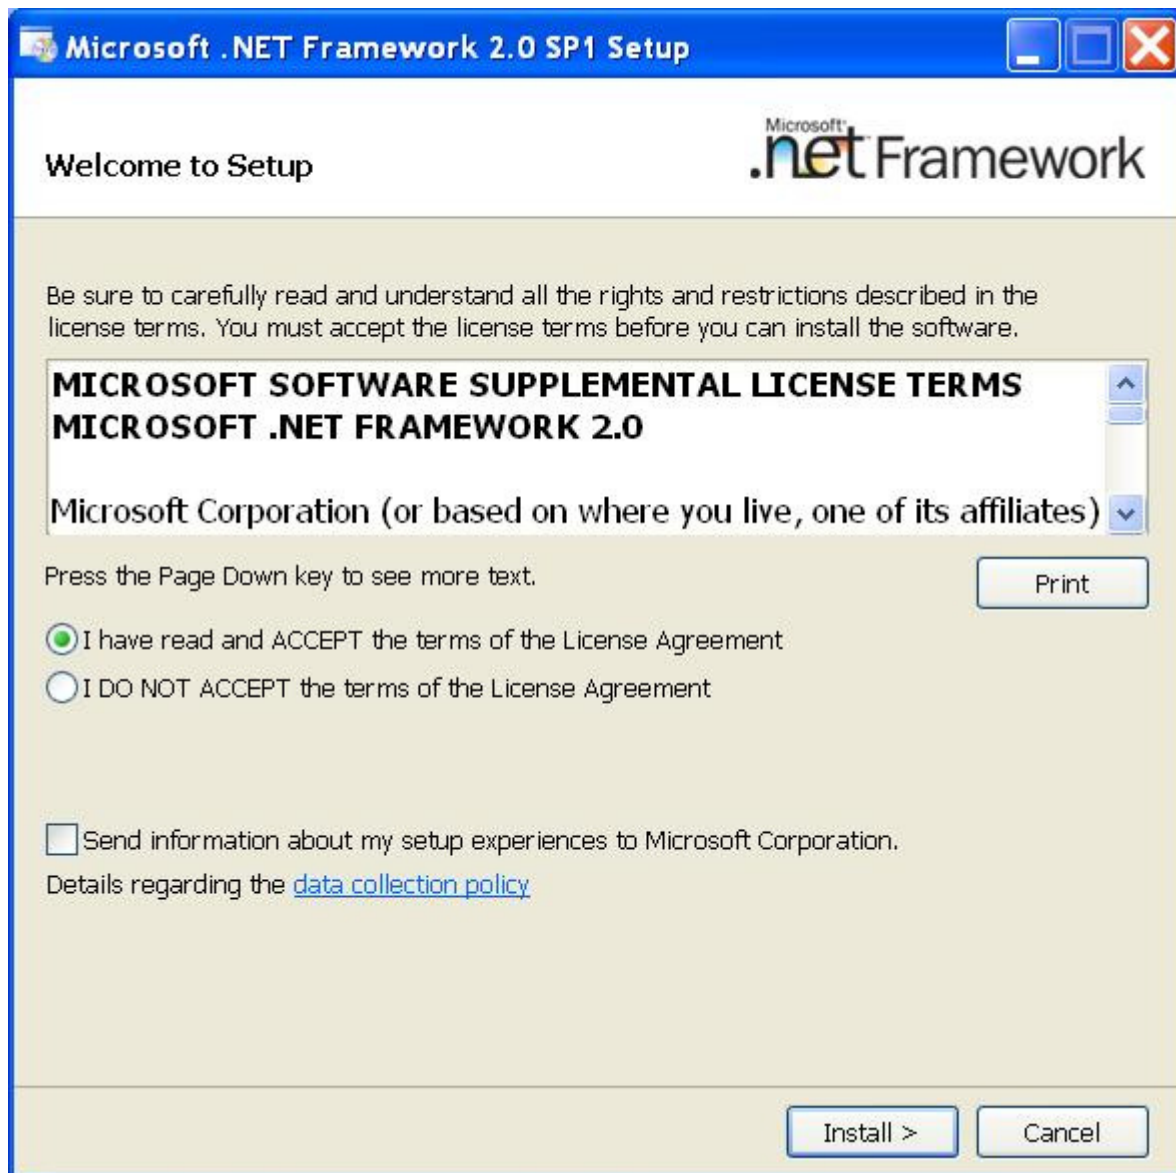 Microsoft .NET Framework 2.0 SP1 Setup
Welcome to Setup
Microsoft
.net Framework
Be sure to carefully read and understand all the rights and restrictions described in the
license terms. You must accept the license terms before you can install the software.
MICROSOFT SOFTWARE SUPPLEMENTAL LICENSE TERMS
MICROSOFT .NET FRAMEWORK 2.0
Microsoft Corporation (or based on where you live, one of its affiliates)
Press the Page Down key to see more text.
Print
I have read and ACCEPT the terms of the License Agreement
I DO NOT ACCEPT the terms of the License Agreement
Send information about my setup experiences to Microsoft Corporation.
Details regarding the data collection policy
Install >
Cancel